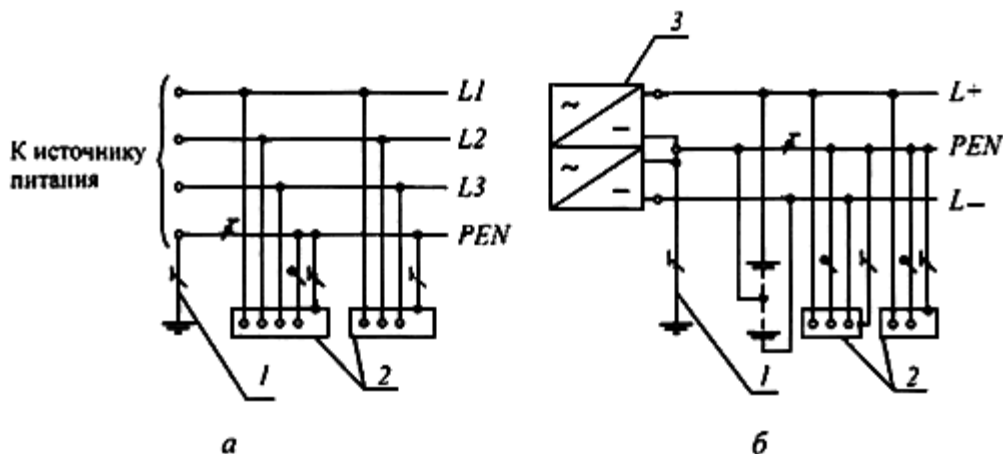 К источнику
питания
L1
L2
L3
PEN
1
2
а
3
L+
PEN
L−
1
2
б